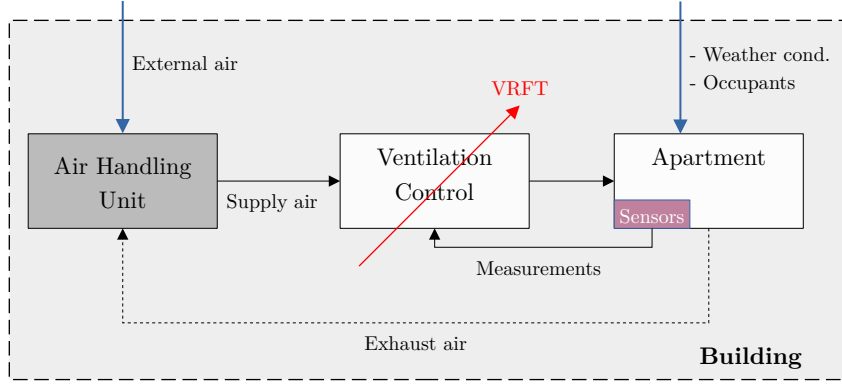 External air
- Weather cond.
- Occupants
VRFT
Air Handling
Unit
Supply air
Ventilation
Control
Apartment
Sensors
Measurements
Exhaust air
Building